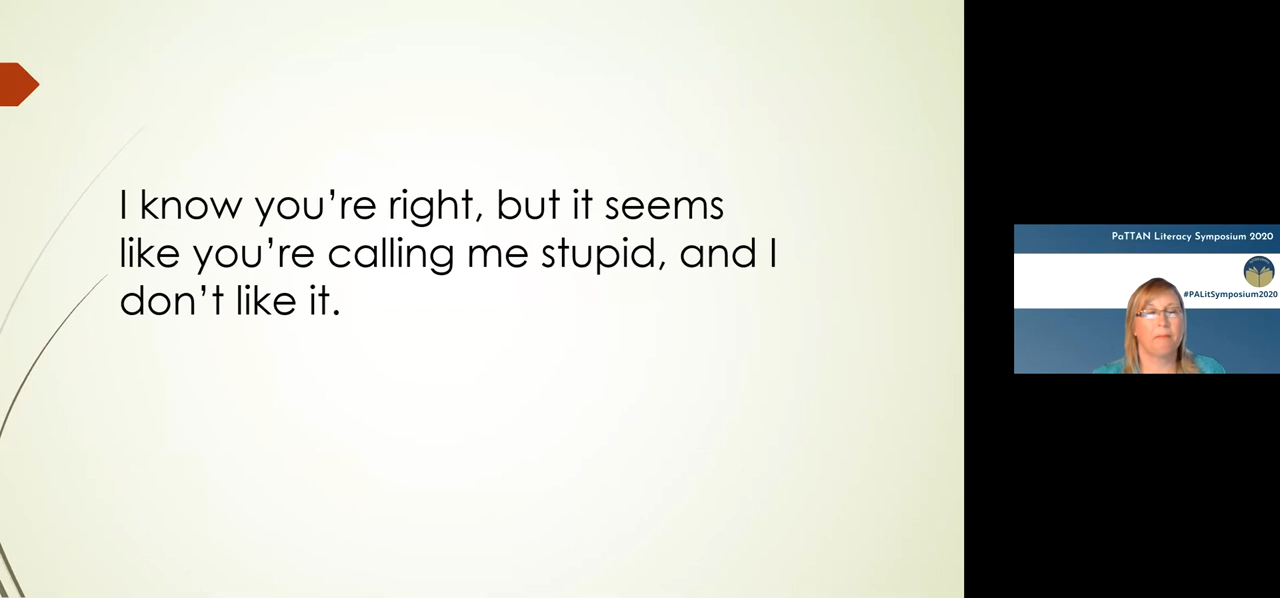 I know you’re right, but it seems
like you’re calling me stupid, and I
don’t like it.
PaTTAN Literacy Symposium 2020
#PALitSymposium2020